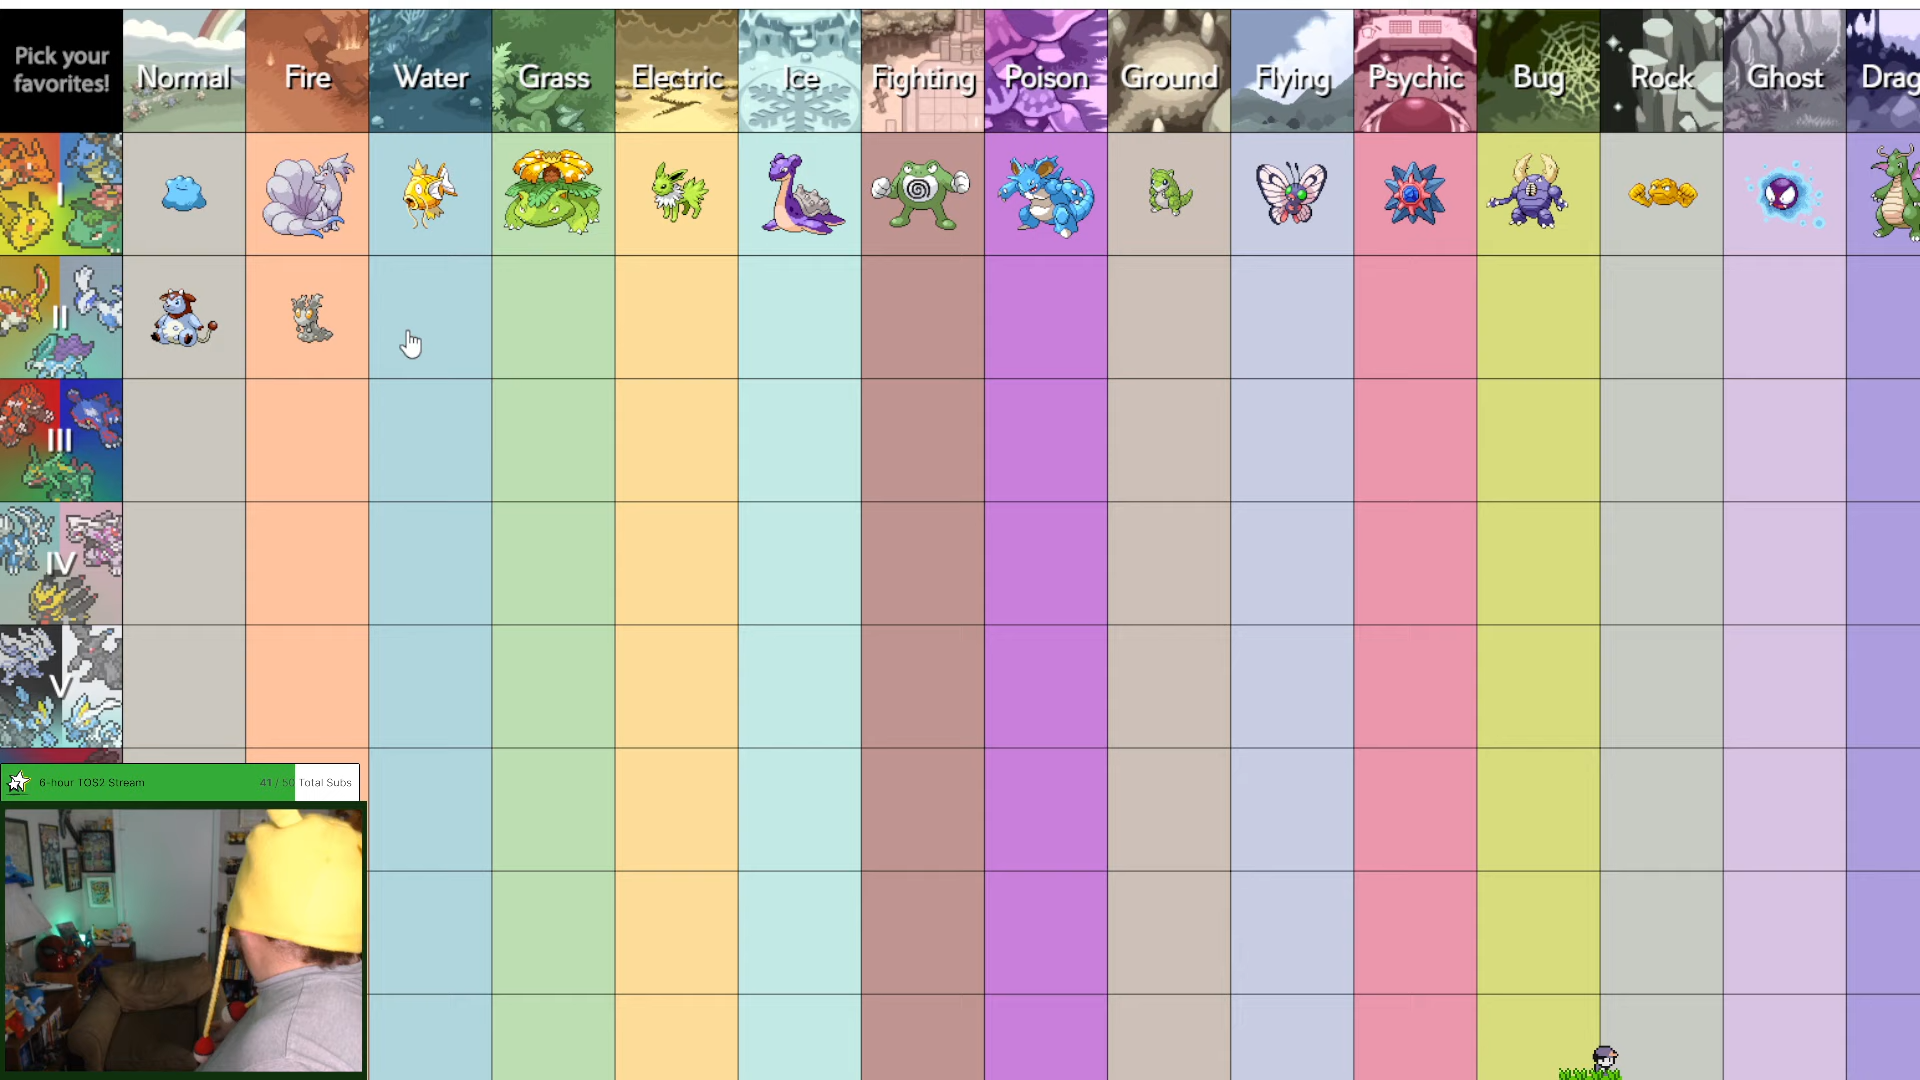 Pick your
favorites!
Normal
Fire
Water
Grass
Electric
Ice
Fighting
Poison
Ground
Flying
Psychic
Bug
Rock
Ghost
Drag
I
II
III
IV
V
6-hour TOS2 Stream
41 / 50 Total Subs